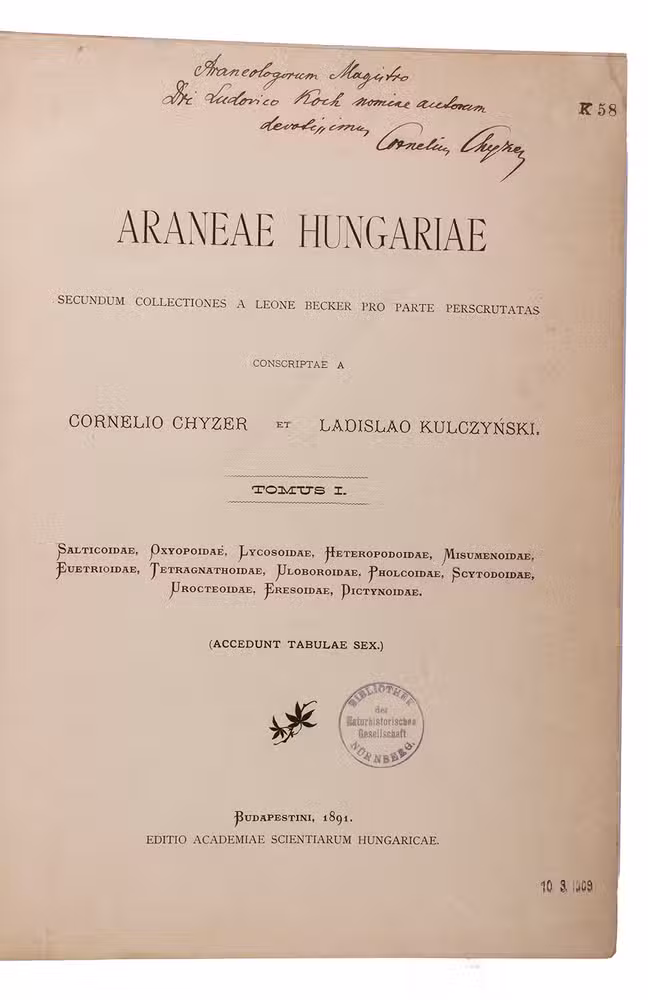 Araneologorum Magistro
Dri Ludovico Koch nomine autorum
devotissimus Cornelius Chyzer
K 58
ARANEAE HUNGARIAE
SECUNDUM COLLECTIONES A LEONE BECKER PRO PARTE PERSCRUTATAS
CONSCRIPTAE A
CORNELIO CHYZER ET LADISLAO KULCZYŃSKI.
TOMUS I.
SALTICOIDAE, OXYOPOIDAE, LYCOSOIDAE, HETEROPODOIDAE, MISUMENOIDAE,
EUETRIOIDAE, TETRAGNATHOIDAE, ULOBOROIDAE, PHOLCOIDAE, SCYTODOIDAE,
UROCTEOIDAE, ERESOIDAE, DICTYNOIDAE.
(ACCEDUNT TABULAE SEX.)
BIBLIOTHEK
der
Naturhistorischen
Gesellschaft
NÜRNBERG.
BUDAPESTINI, 1891.
EDITIO ACADEMIAE SCIENTIARUM HUNGARICAE.
10. 3. 1909